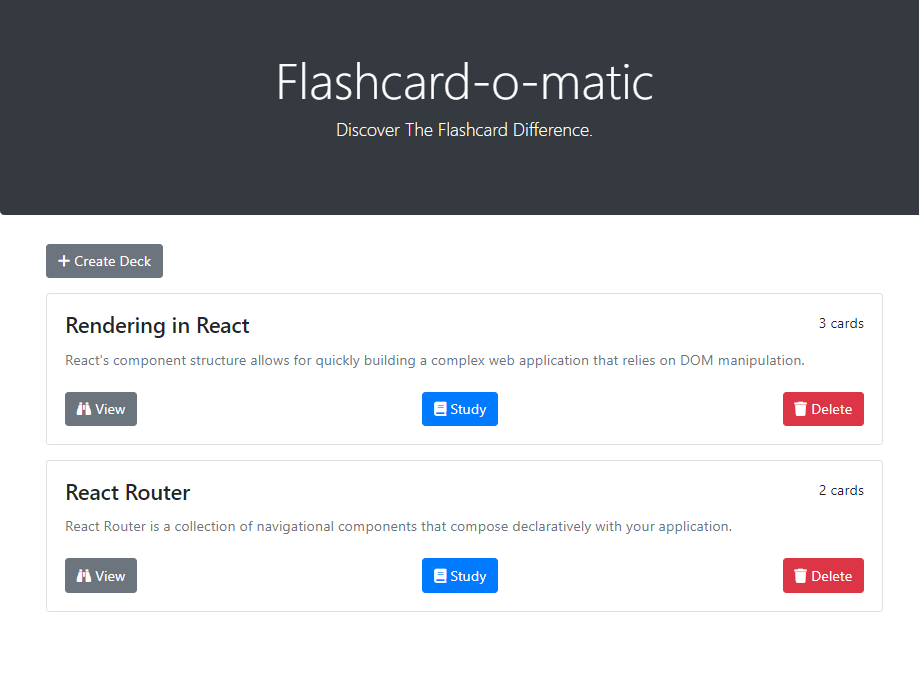 Flashcard-o-matic
Discover The Flashcard Difference.
Create Deck
Rendering in React
3 cards
React's component structure allows for quickly building a complex web application that relies on DOM manipulation.
View
Study
Delete
React Router
2 cards
React Router is a collection of navigational components that compose declaratively with your application.
View
Study
Delete